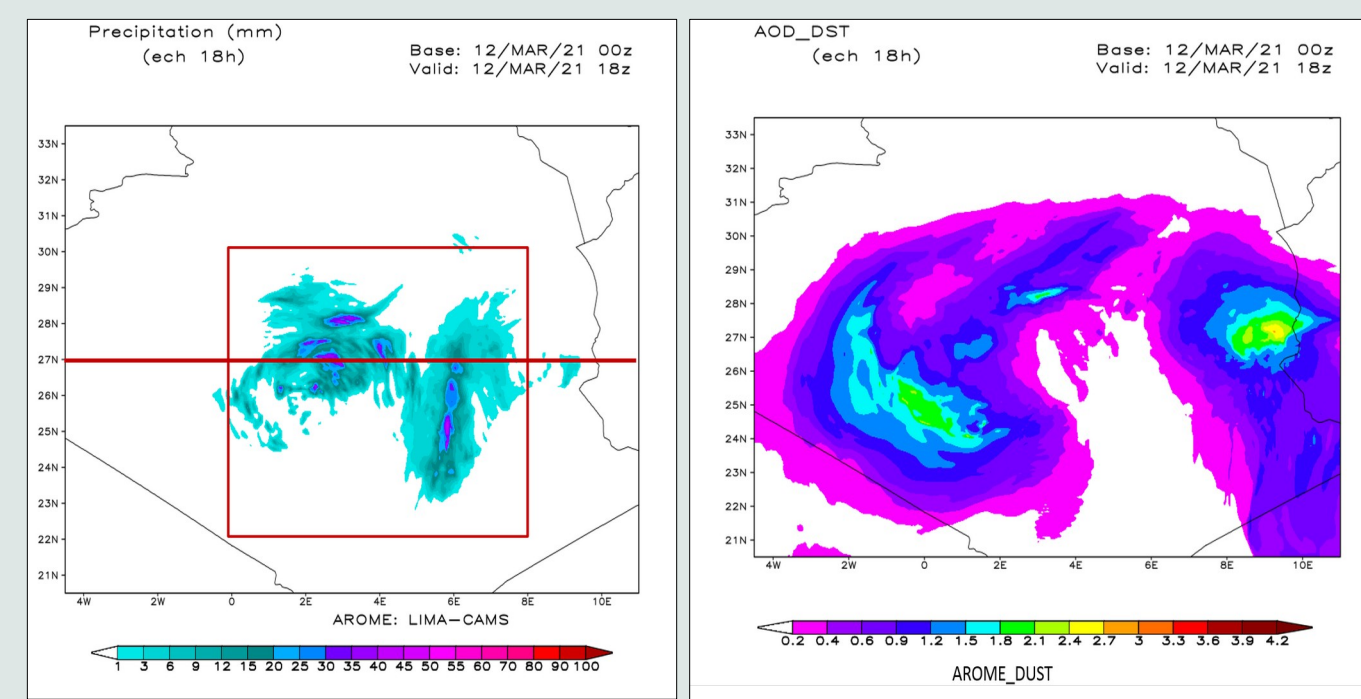 Precipitation (mm)
(ech 18h)
Base: 12/MAR/21 00z
Valid: 12/MAR/21 18z
33N
32N
31N
30N
29N
28N
27N
26N
25N
24N
23N
22N
21N
4W 2W 0 2E 4E 6E 8E 10E
AROME: LIMA-CAMS
1 3 6 9 12 15 20 25 30 35 40 45 50 55 60 70 80 90 100
AOD_DST
(ech 18h)
Base: 12/MAR/21 00z
Valid: 12/MAR/21 18z
33N
32N
31N
30N
29N
28N
27N
26N
25N
24N
23N
22N
21N
4W 2W 0 2E 4E 6E 8E 10E
0.2 0.4 0.6 0.9 1.2 1.5 1.8 2.1 2.4 2.7 3 3.3 3.6 3.9 4.2
AROME_DUST